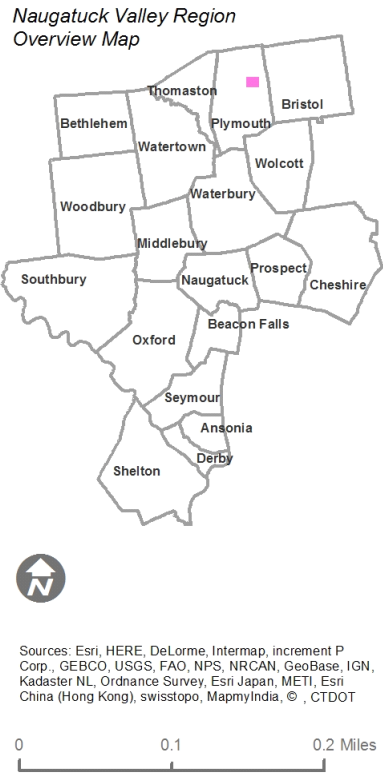 Naugatuck Valley Region
Overview Map
Thomaston
Bristol
Bethlehem
Plymouth
Watertown
Wolcott
Waterbury
Woodbury
Middlebury
Prospect
Southbury
Naugatuck
Cheshire
Beacon Falls
Oxford
Seymour
Ansonia
Derby
Shelton
N
Sources: Esri, HERE, DeLorme, Intermap, increment P
Corp., GEBCO, USGS, FAO, NPS, NRCAN, GeoBase, IGN,
Kadaster NL, Ordnance Survey, Esri Japan, METI, Esri
China (Hong Kong), swisstopo, MapmyIndia, © , CTDOT
0 0.1 0.2 Miles